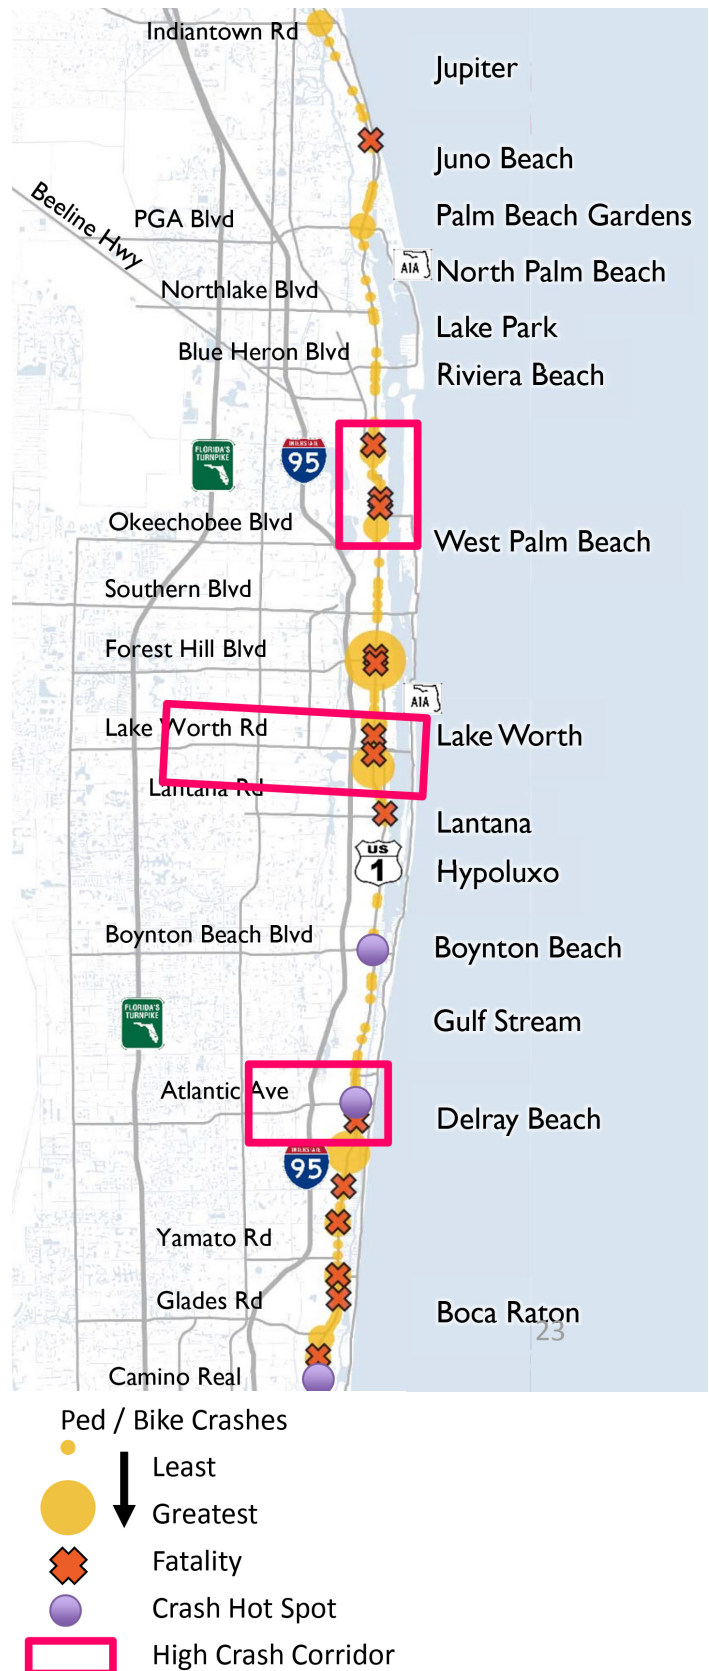 Indiantown Rd
Jupiter
Juno Beach
Beeline Hwy
PGA Blvd
Palm Beach Gardens
A1A
North Palm Beach
Northlake Blvd
Lake Park
Blue Heron Blvd
Riviera Beach
FLORIDA'S
TURNPIKE
INTERSTATE
95
Okeechobee Blvd
West Palm Beach
Southern Blvd
Forest Hill Blvd
A1A
Lake Worth Rd
Lake Worth
Lantana Rd
Lantana
US
1
Hypoluxo
Boynton Beach Blvd
Boynton Beach
FLORIDA'S
TURNPIKE
Gulf Stream
Atlantic Ave
Delray Beach
INTERSTATE
95
Yamato Rd
Glades Rd
Boca Raton
23
Camino Real
Ped / Bike Crashes
Least
Greatest
Fatality
Crash Hot Spot
High Crash Corridor